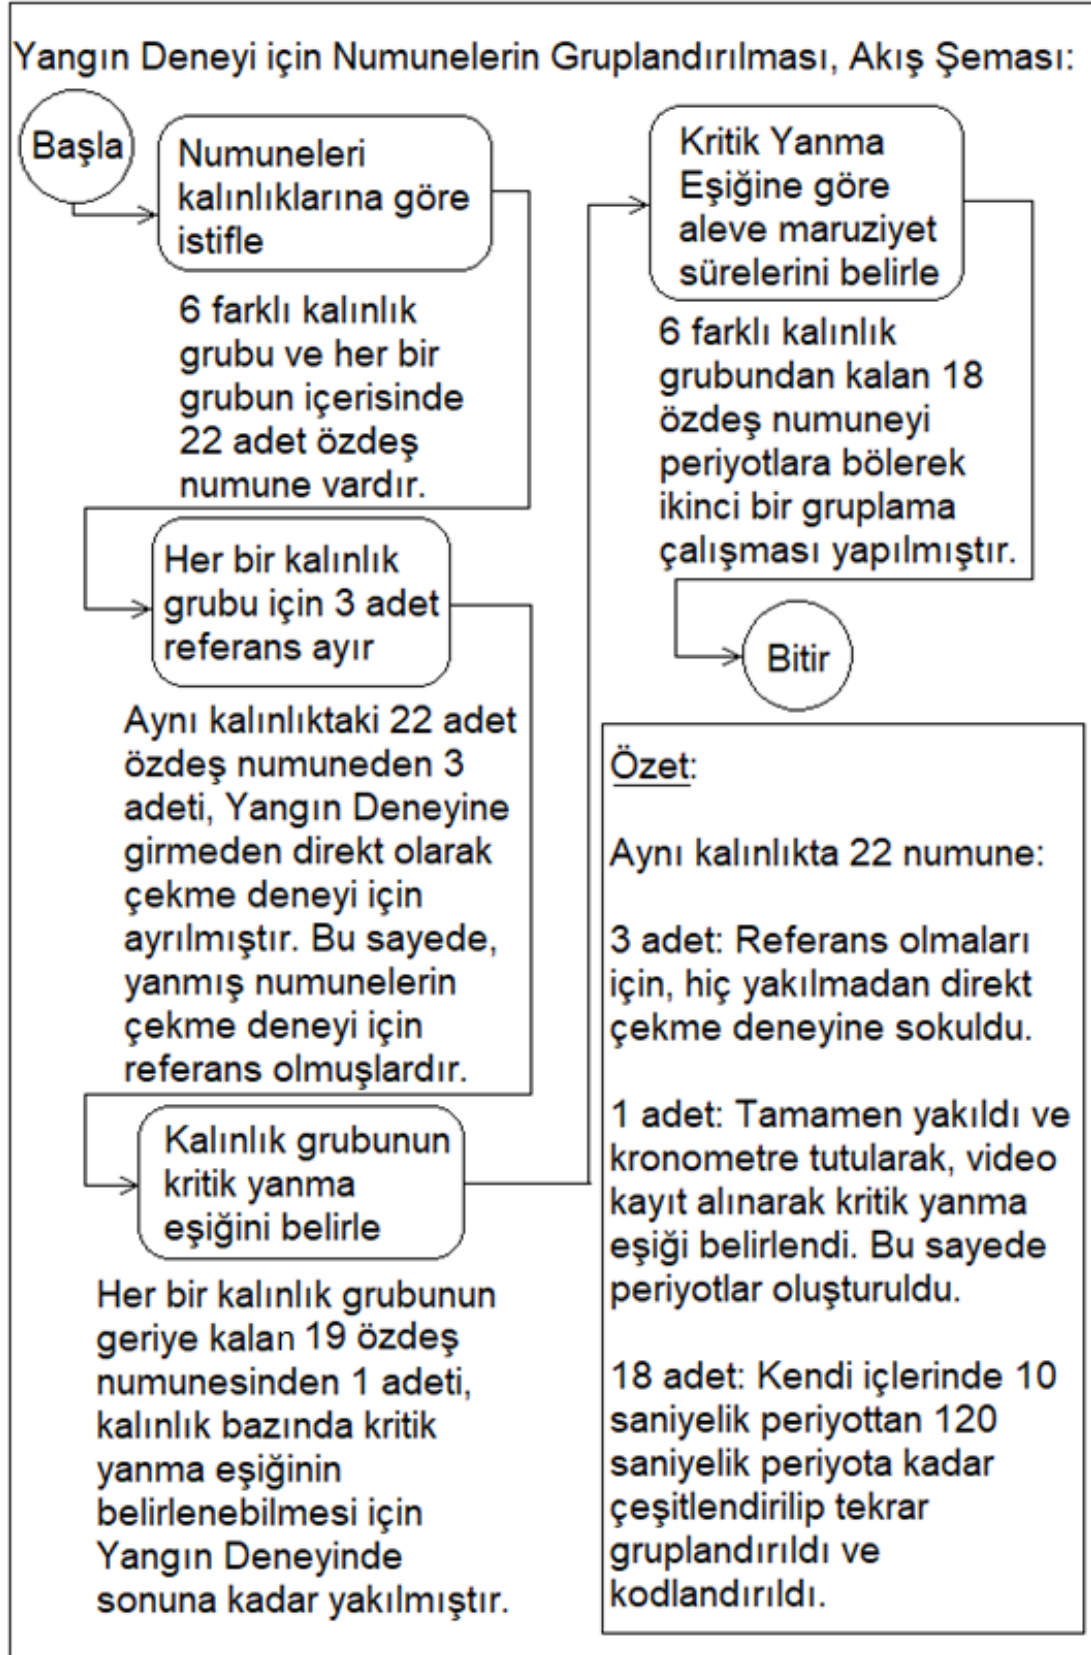 Yangın Deneyi için Numunelerin Gruplandırılması, Akış Şeması:
Başla
Numuneleri
kalınlıklarına göre
istifle
6 farklı kalınlık
grubu ve her bir
grubun içerisinde
22 adet özdeş
numune vardır.
Her bir kalınlık
grubu için 3 adet
referans ayır
Aynı kalınlıktaki 22 adet
özdeş numuneden 3
adeti, Yangın Deneyine
girmeden direkt olarak
çekme deneyi için
ayrılmıştır. Bu sayede,
yanmış numunelerin
çekme deneyi için
referans olmuşlardır.
Kalınlık grubunun
kritik yanma
eşiğini belirle
Her bir kalınlık grubunun
geriye kalan 19 özdeş
numunesinden 1 adeti,
kalınlık bazında kritik
yanma eşiğinin
belirlenebilmesi için
Yangın Deneyinde
sonuna kadar yakılmıştır.
Kritik Yanma
Eşiğine göre
aleve maruziyet
sürelerini belirle
6 farklı kalınlık
grubundan kalan 18
özdeş numuneyi
periyotlara bölerek
ikinci bir gruplama
çalışması yapılmıştır.
Bitir
Özet:
Aynı kalınlıkta 22 numune:
3 adet: Referans olmaları
için, hiç yakılmadan direkt
çekme deneyine sokuldu.
1 adet: Tamamen yakıldı ve
kronometre tutularak, video
kayıt alınarak kritik yanma
eşiği belirlendi. Bu sayede
periyotlar oluşturuldu.
18 adet: Kendi içlerinde 10
saniyelik periyottan 120
saniyelik periyota kadar
çeşitlendirilip tekrar
gruplandırıldı ve
kodlandırıldı.